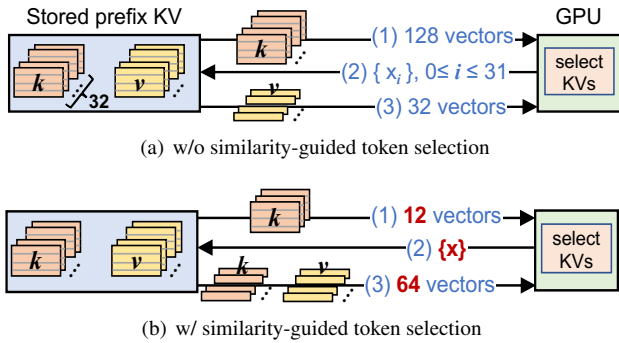 Stored prefix KV
GPU
k
32
v
k
(1) 128 vectors
(2) { xᵢ }, 0≤ i ≤ 31
v
(3) 32 vectors
select
KVs
(a) w/o similarity-guided token selection
k
v
k
(1) 12 vectors
(2) {x}
k
v
(3) 64 vectors
select
KVs
(b) w/ similarity-guided token selection